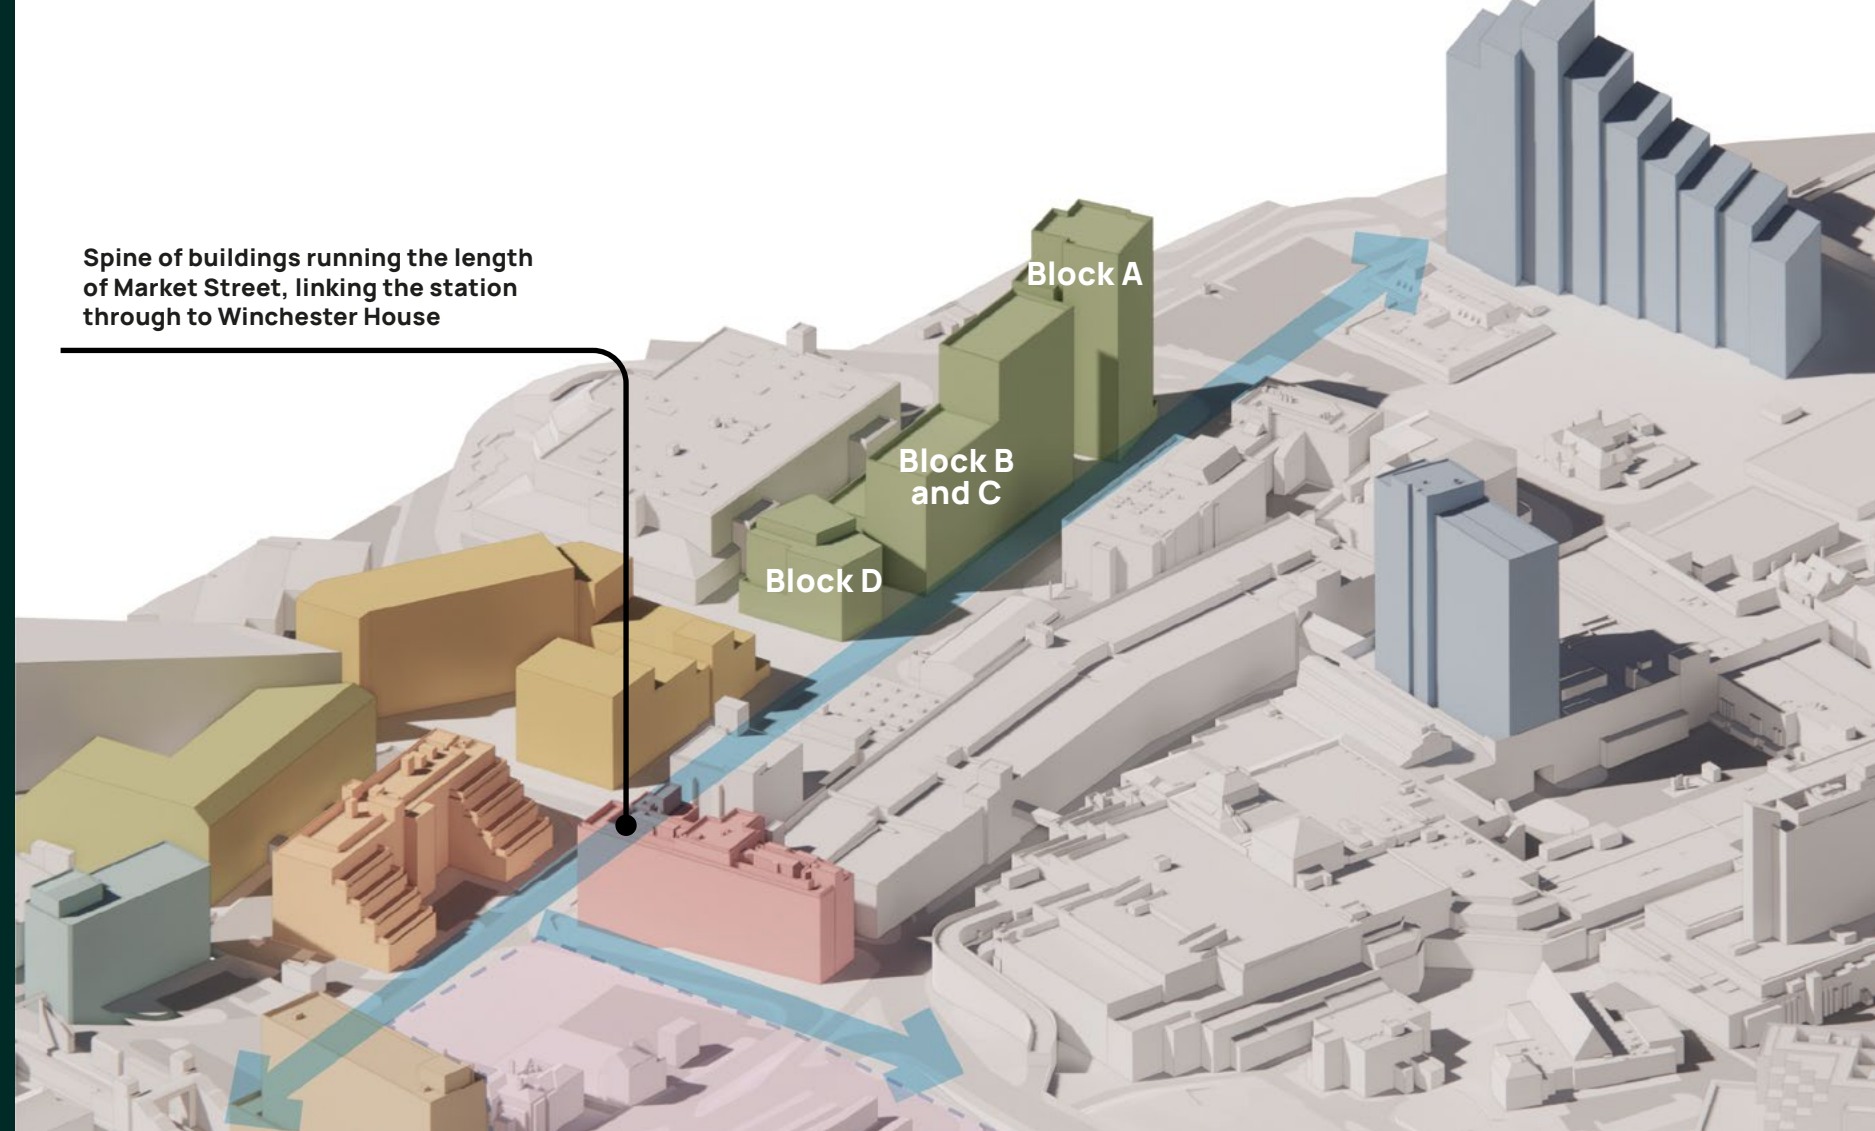 Spine of buildings running the length
of Market Street, linking the station
through to Winchester House
Block A
Block B
and C
Block D